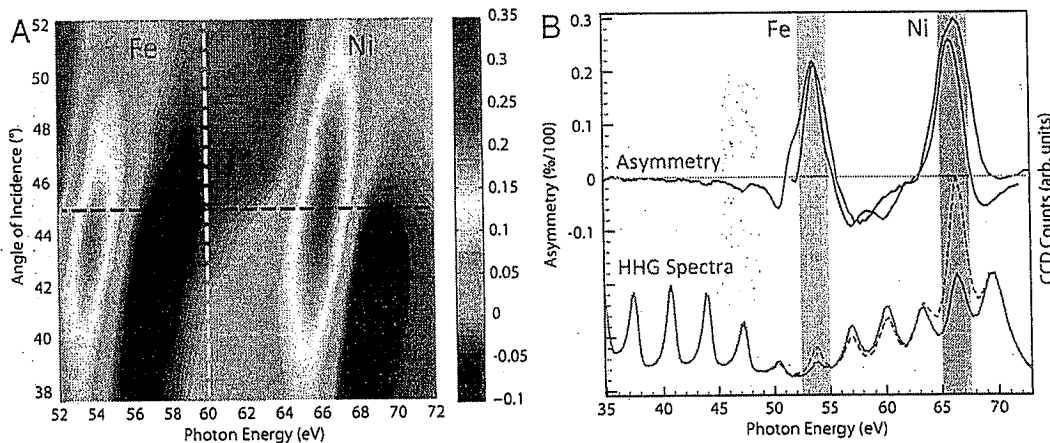 A
Fe
Ni
Angle of Incidence (°)
52
50
48
46
44
42
40
38
52 54 56 58 60 62 64 66 68 70 72
Photon Energy (eV)
0.35
0.3
0.25
0.2
0.15
0.1
0.05
0
−0.05
−0.1
B
Fe
Ni
Asymmetry (%/100)
0.3
0.2
0.1
0
-0.1
Asymmetry
HHG Spectra
35 40 45 50 55 60 65 70
Photon Energy (eV)
CCD Counts (arb. units)